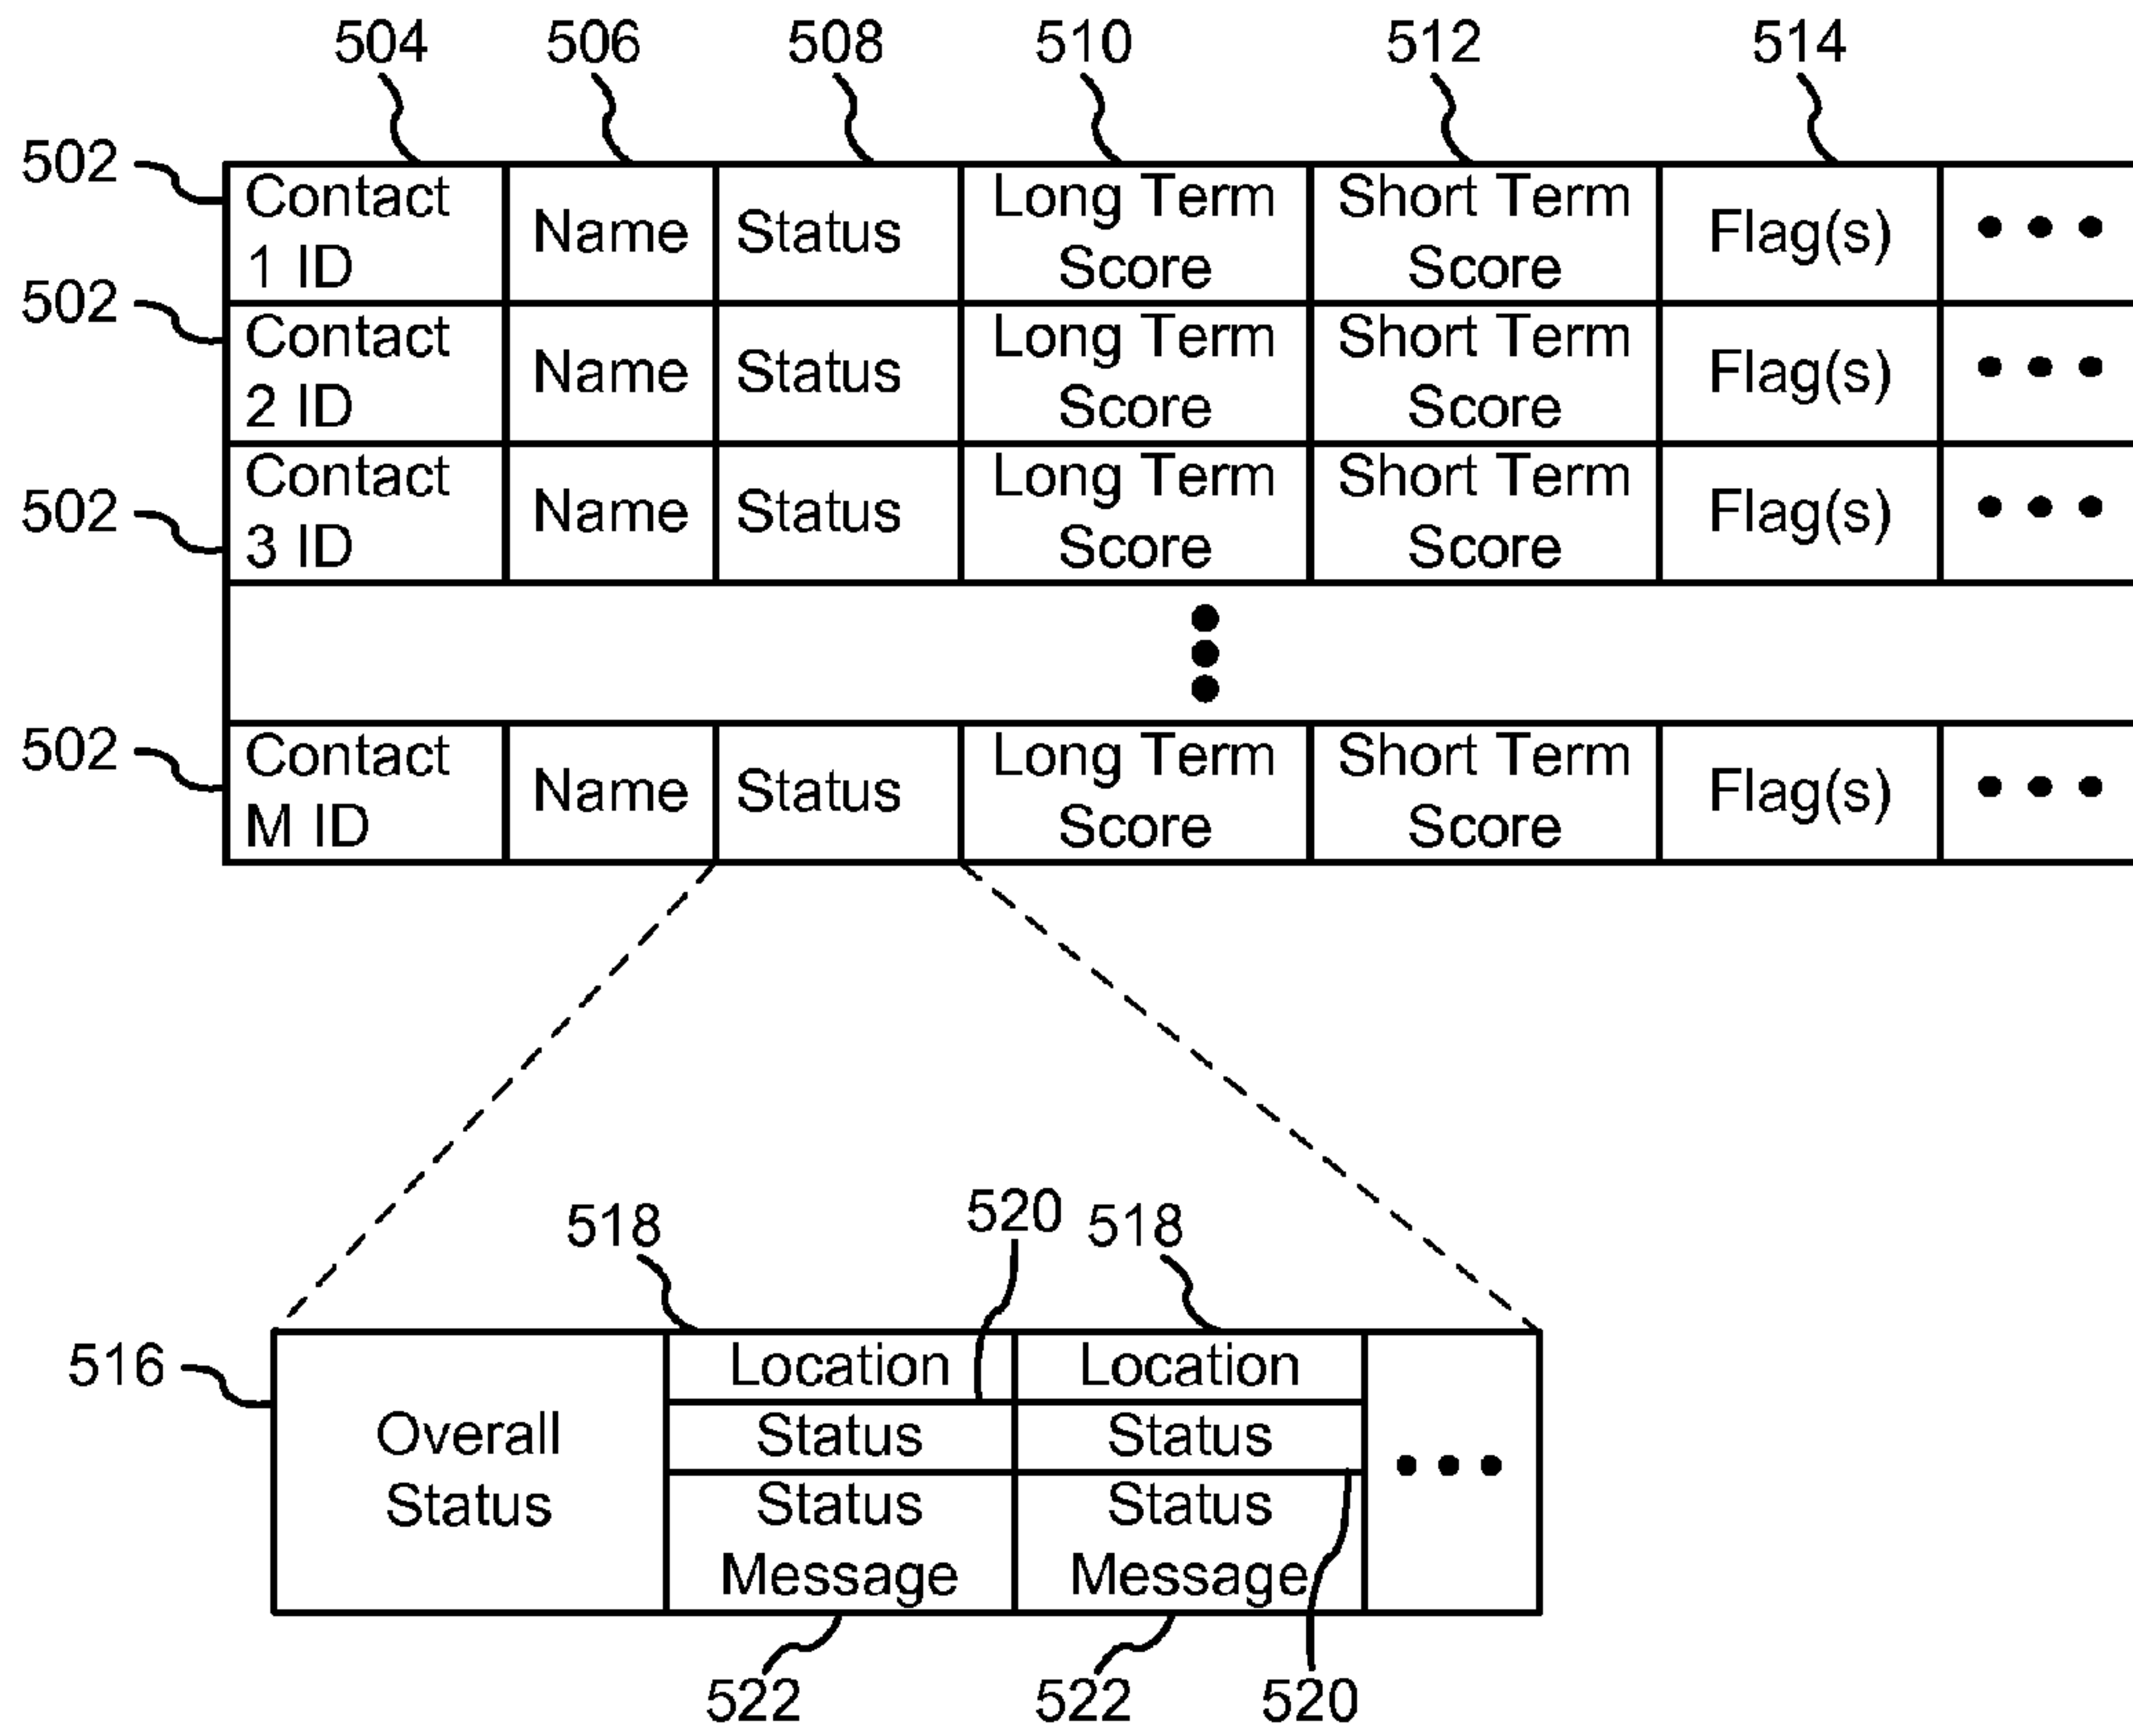 504 506 508 510 512 514
502
Contact 1 ID Name Status Long Term Score Short Term Score Flag(s)
502
Contact 2 ID Name Status Long Term Score Short Term Score Flag(s)
502
Contact 3 ID Name Status Long Term Score Short Term Score Flag(s)
502
Contact M ID Name Status Long Term Score Short Term Score Flag(s)
518 520 518
516
Overall Status
Location Location
Status Status
Status Message Status Message
522 522 520